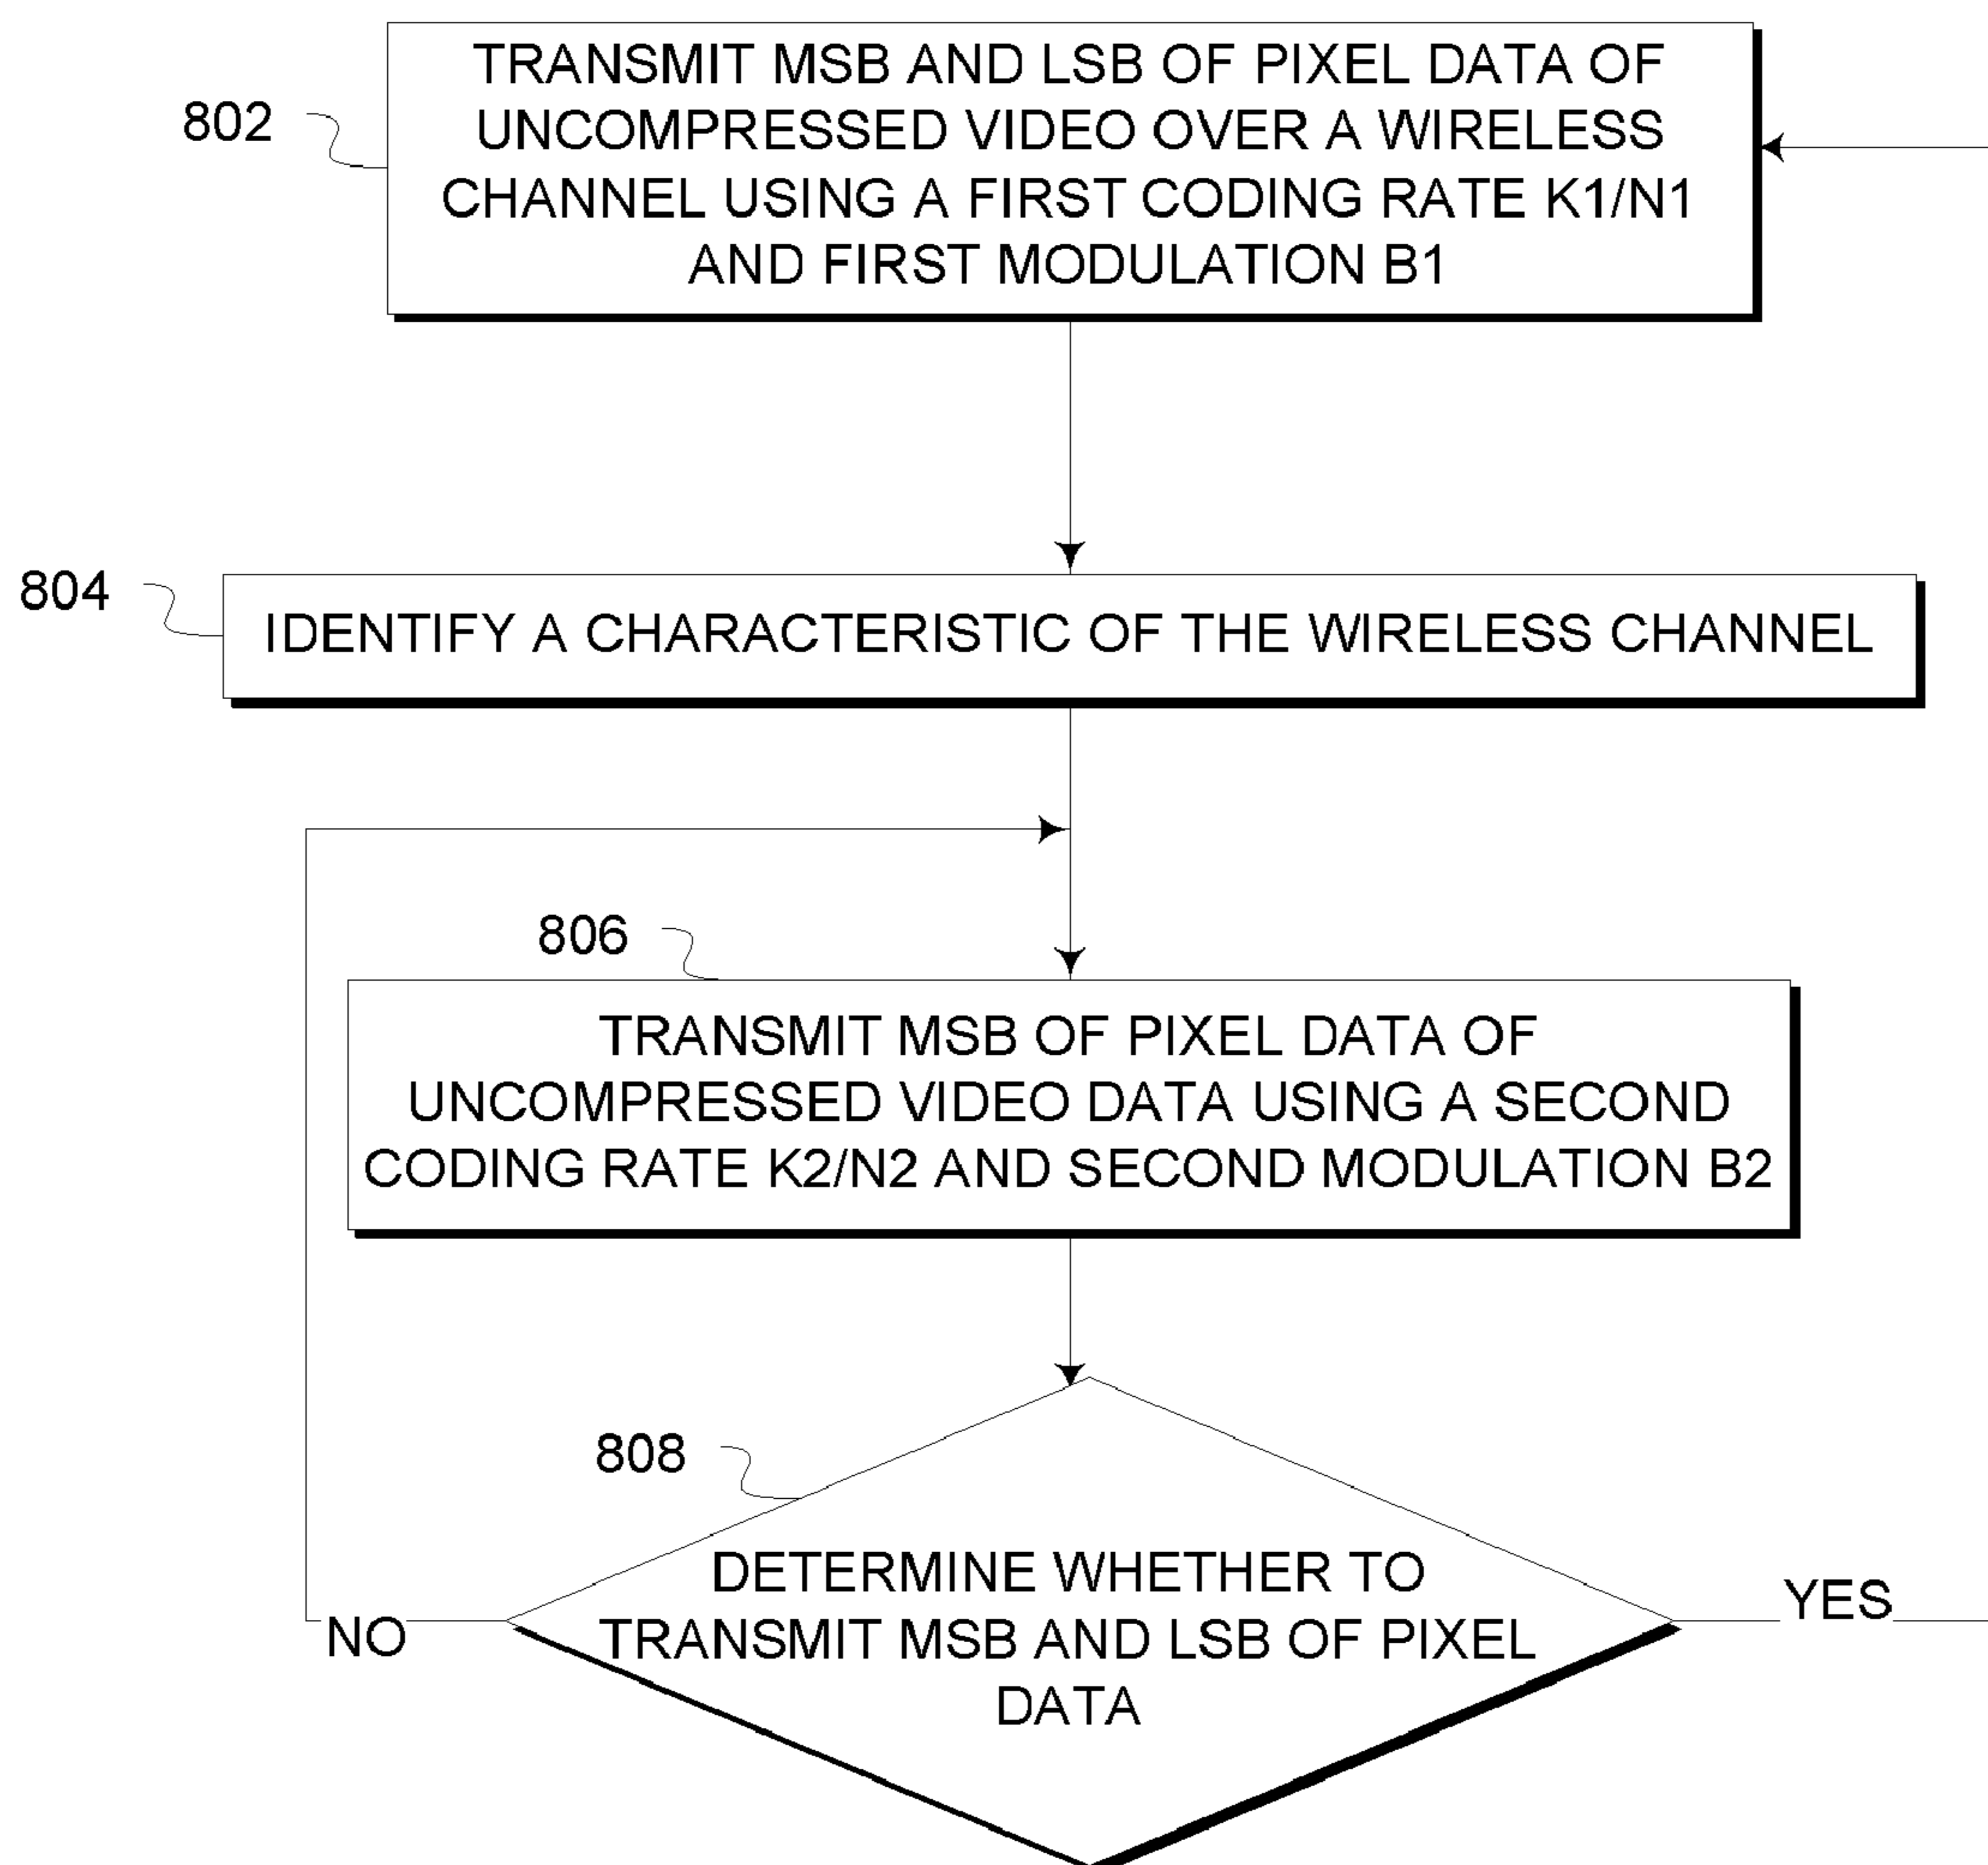 802
TRANSMIT MSB AND LSB OF PIXEL DATA OF
UNCOMPRESSED VIDEO OVER A WIRELESS
CHANNEL USING A FIRST CODING RATE K1/N1
AND FIRST MODULATION B1
804
IDENTIFY A CHARACTERISTIC OF THE WIRELESS CHANNEL
806
TRANSMIT MSB OF PIXEL DATA OF
UNCOMPRESSED VIDEO DATA USING A SECOND
CODING RATE K2/N2 AND SECOND MODULATION B2
808
DETERMINE WHETHER TO
TRANSMIT MSB AND LSB OF PIXEL
DATA
NO
YES